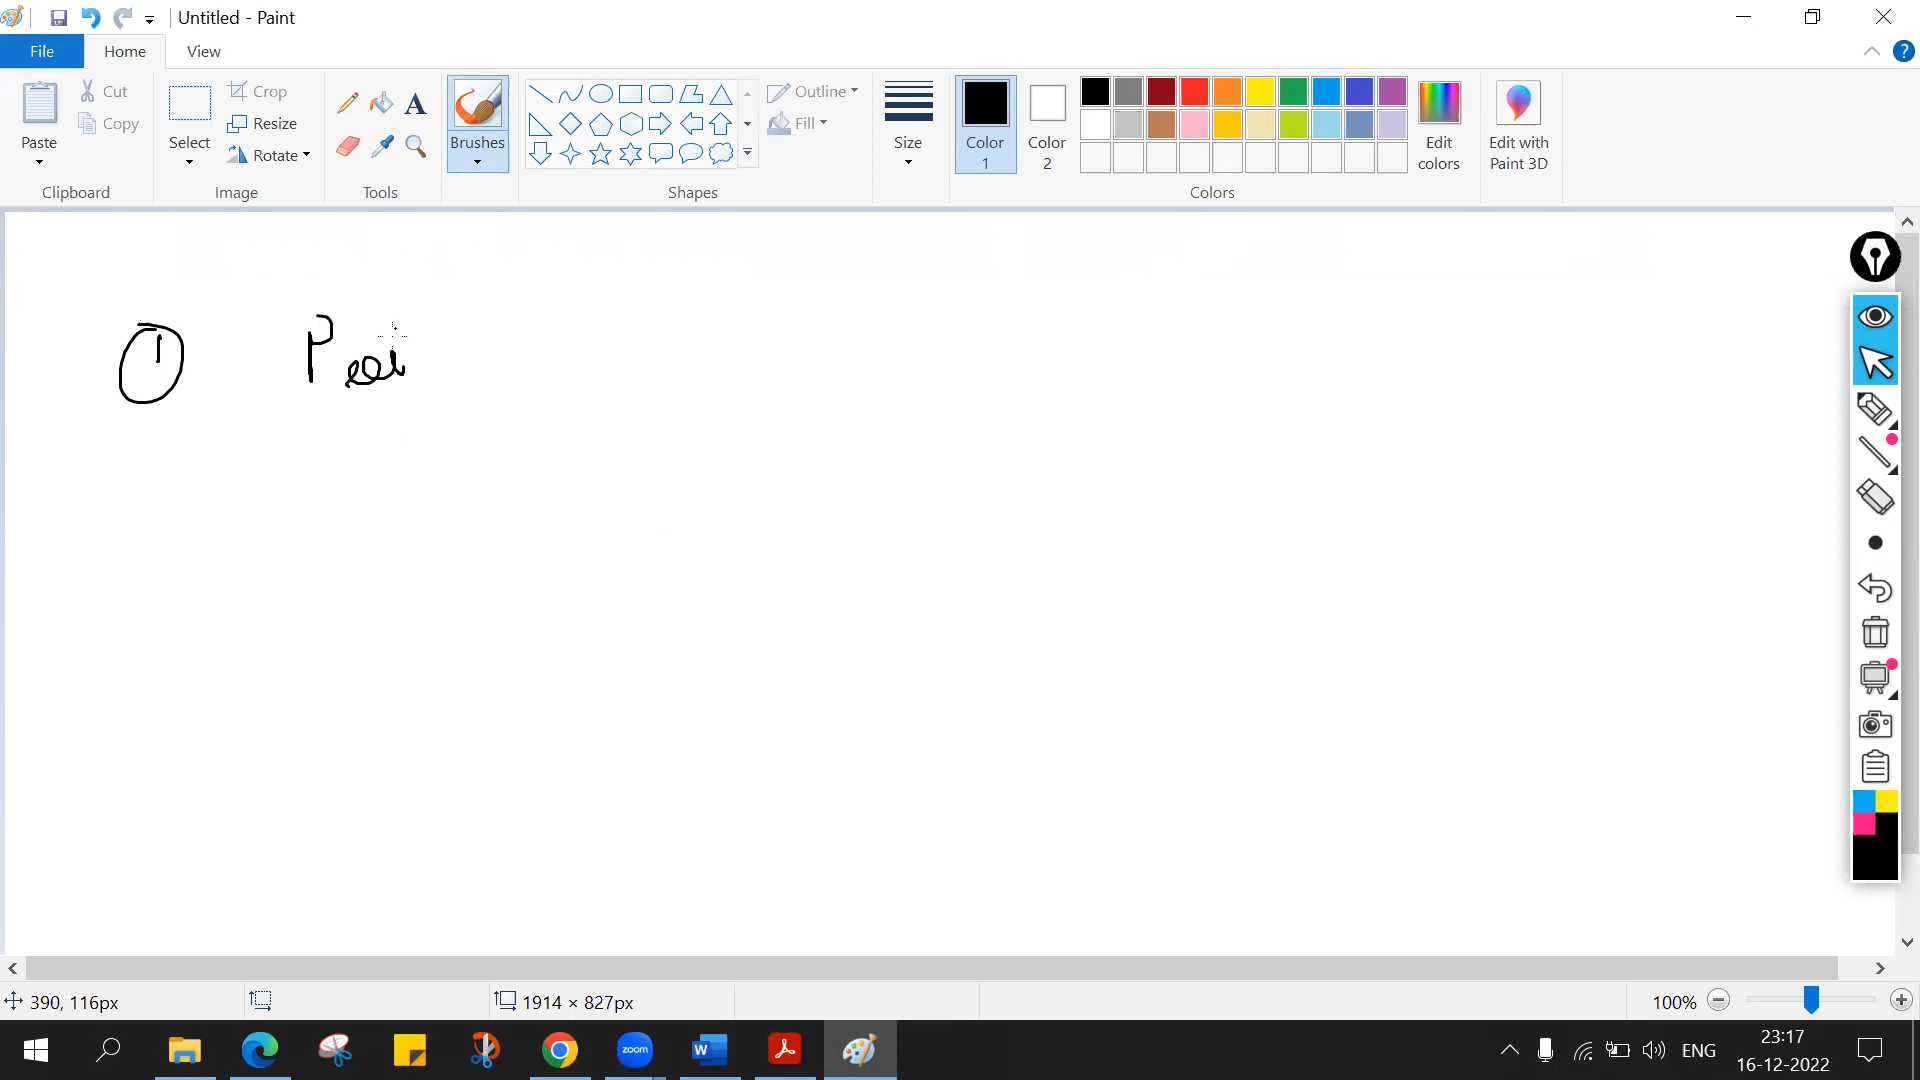 Untitled - Paint
File Home View
Cut Crop Outline
Copy Resize Fill
Paste Select Rotate Brushes Size Color 1 Color 2 Edit colors Edit with Paint 3D
Clipboard Image Tools Shapes Colors
1
390, 116px 1914 × 827px 100%
zoom
ENG 23:17
16-12-2022